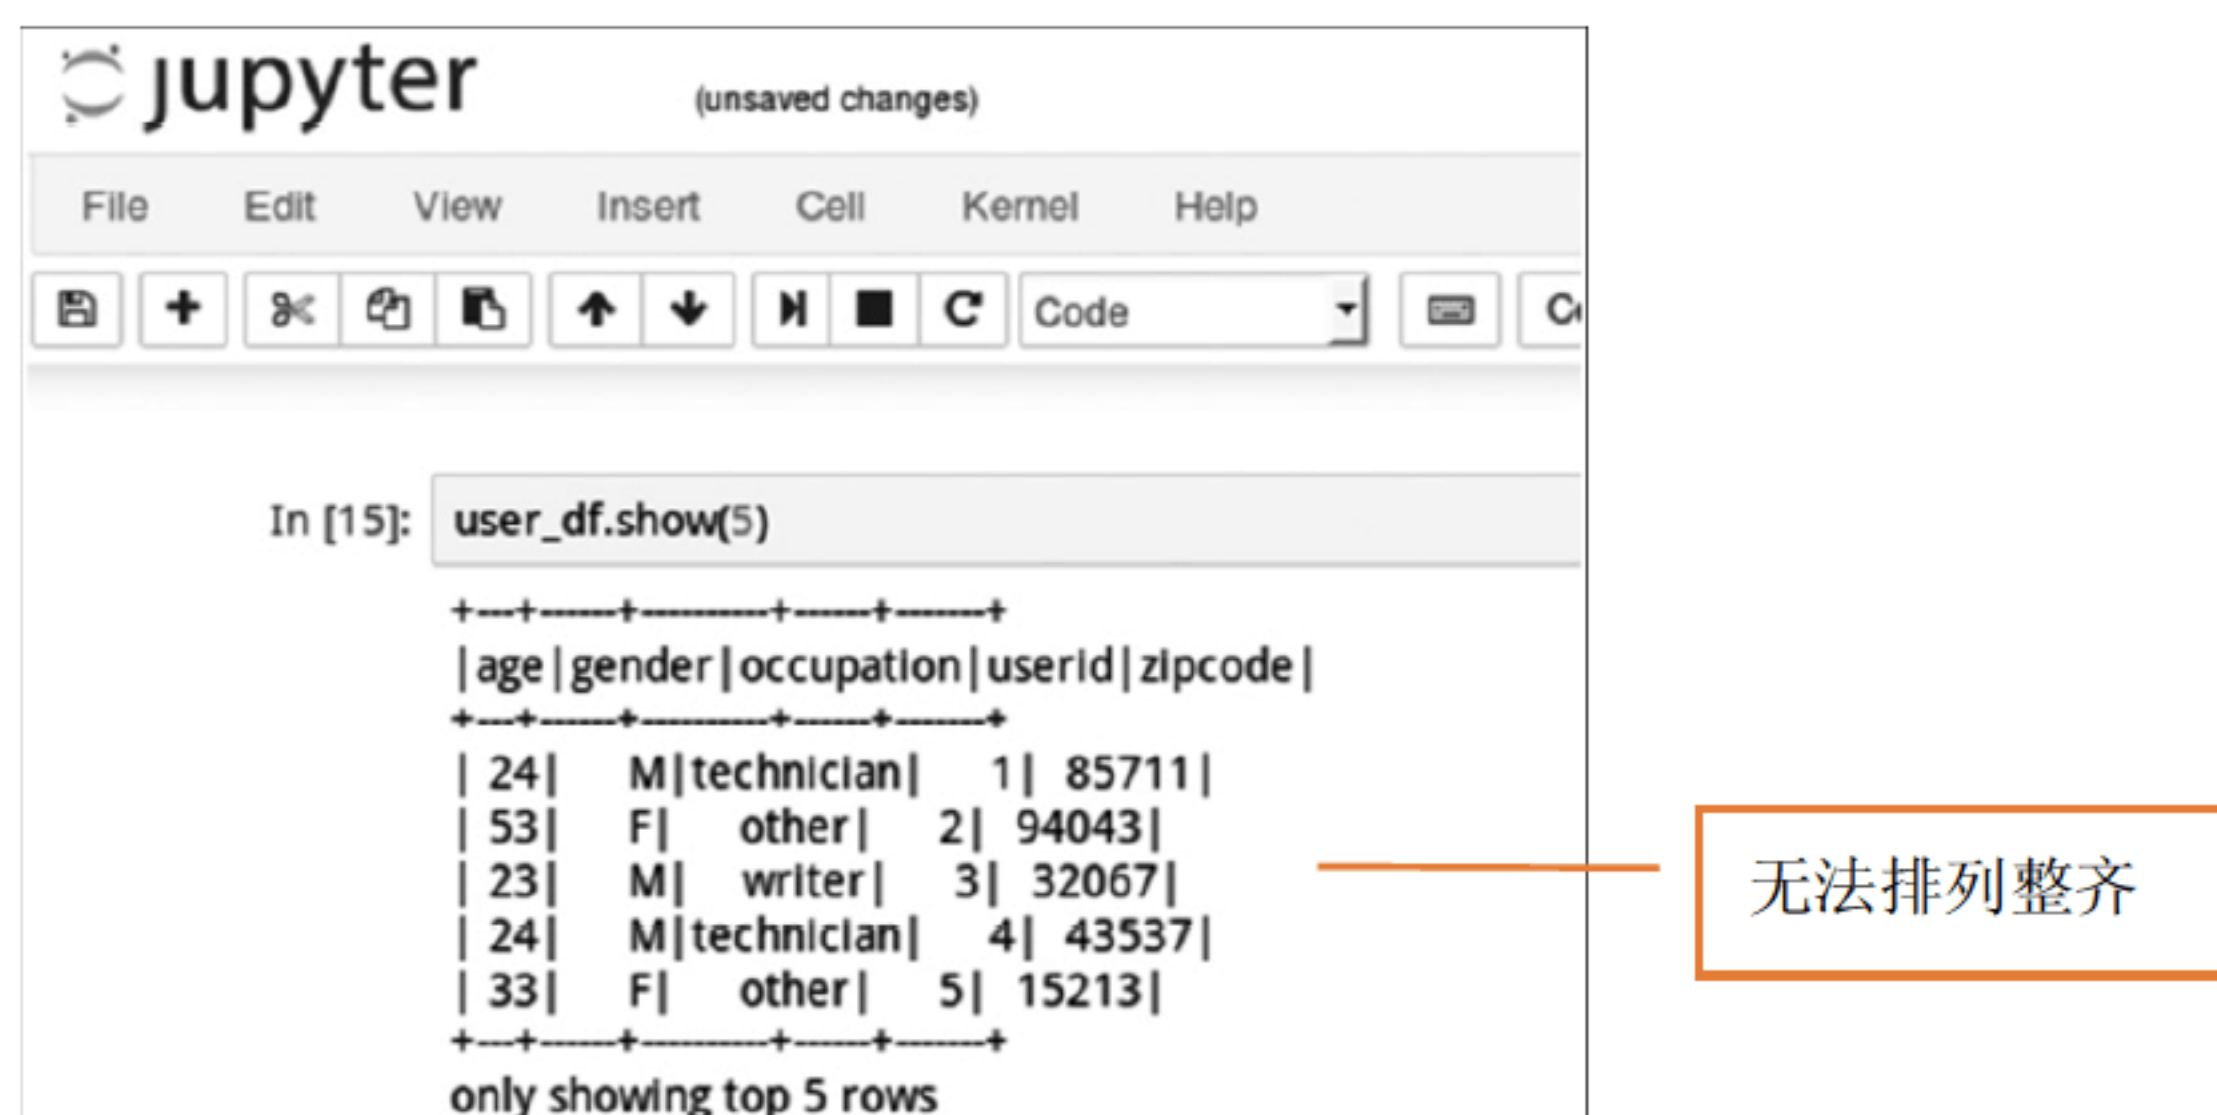 jupyter (unsaved changes)
File Edit View Insert Cell Kernel Help
Code
In [15]: user_df.show(5)
+---+------+----------+------+-------+
|age|gender|occupation|userid|zipcode|
+---+------+----------+------+-------+
| 24|     M|technician|     1|  85711|
| 53|     F|     other|     2|  94043|
| 23|     M|    writer|     3|  32067|
| 24|     M|technician|     4|  43537|
| 33|     F|     other|     5|  15213|
+---+------+----------+------+-------+
only showing top 5 rows
无法排列整齐